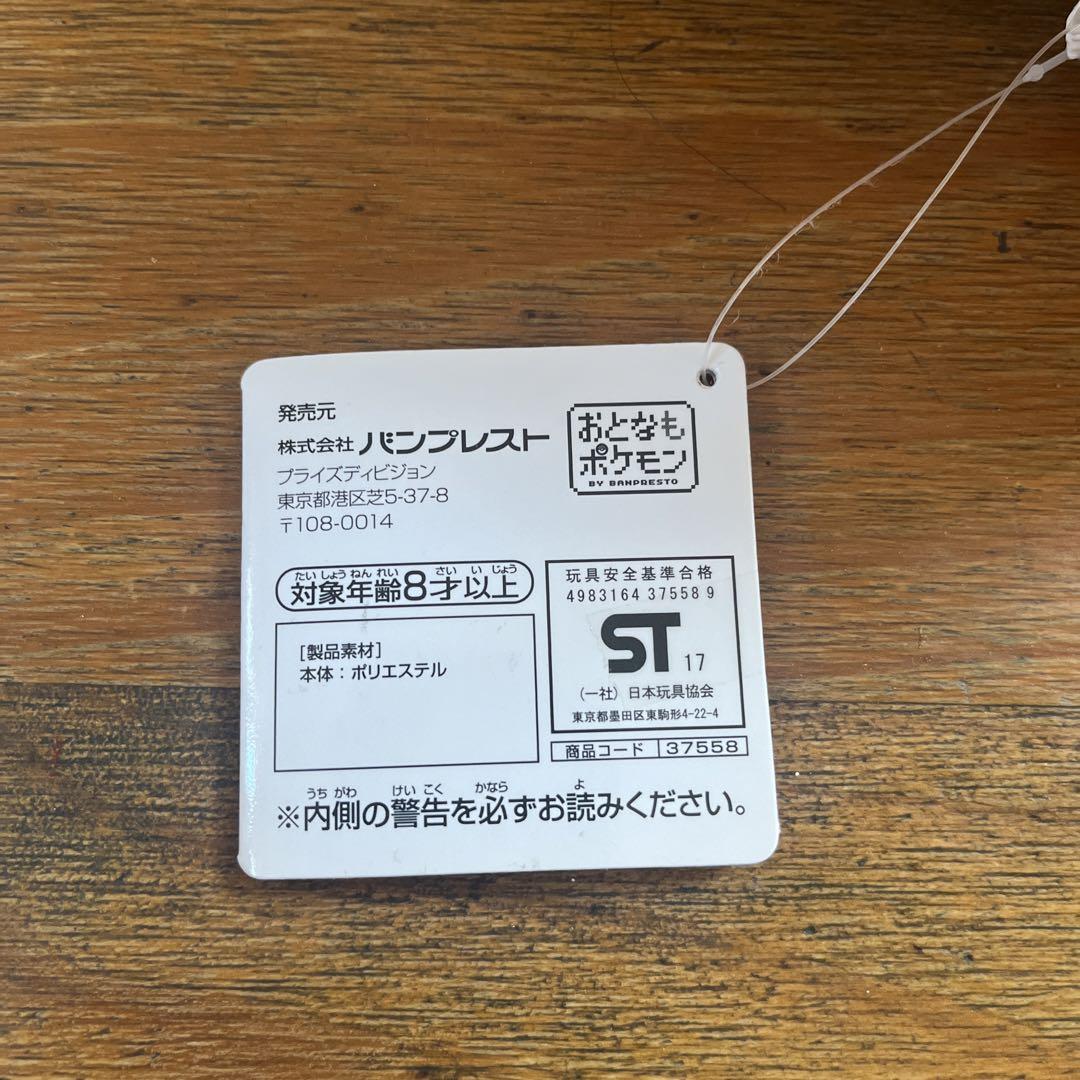 発売元
株式会社 バンプレスト
プライズディビジョン
東京都港区芝5-37-8
〒108-0014
おとなも
ポケモン
BY BANPRESTO
たいしょうねんれい さい いじょう
対象年齢8才以上
[製品素材]
本体：ポリエステル
玩具安全基準合格
4983164 37558 9
ST 17
（一社）日本玩具協会
東京都墨田区東駒形4-22-4
商品コード 37558
うちがわ けいこく かなら よ
※内側の警告を必ずお読みください。